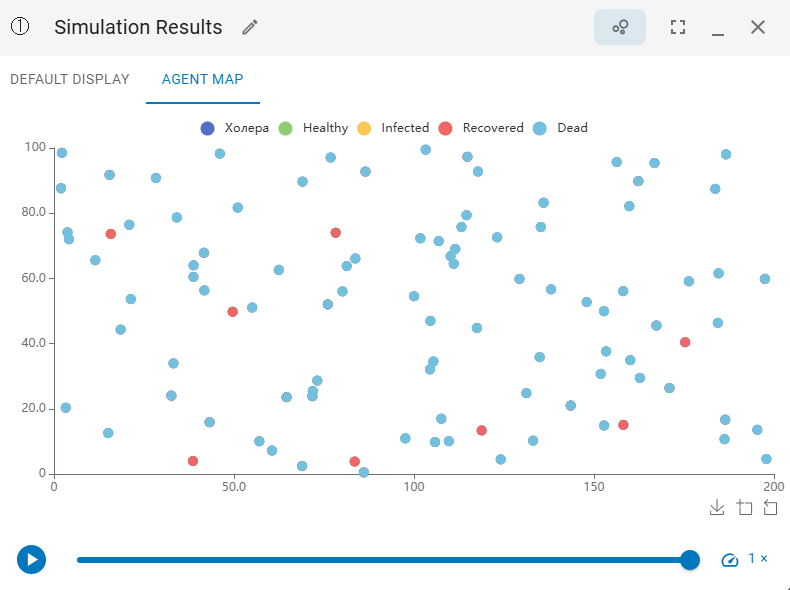 ① Simulation Results
DEFAULT DISPLAY AGENT MAP
Холера Healthy Infected Recovered Dead
100
80.0
60.0
40.0
20.0
0
0 50.0 100 150 200
1 ×